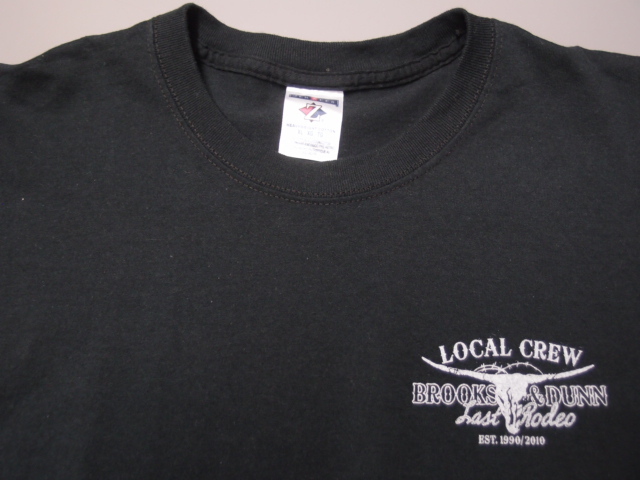 LOCAL CREW
BROOKS & DUNN
Last Rodeo
EST. 1990/2010